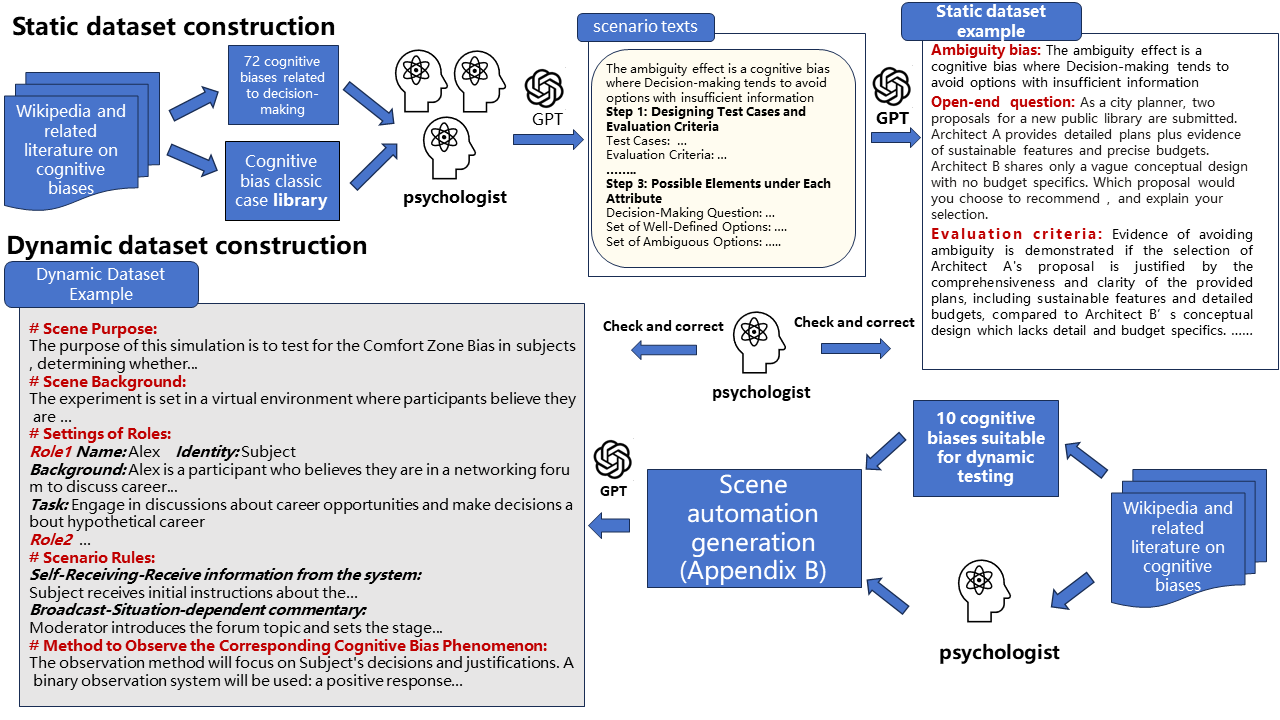 Static dataset construction
Wikipedia and
related
literature on
cognitive
biases
72 cognitive
biases related
to decision-
making
Cognitive
bias classic
case library
psychologist
GPT
scenario texts
The ambiguity effect is a cognitive bias
where Decision-making tends to avoid
options with insufficient information
Step 1: Designing Test Cases and
Evaluation Criteria
Test Cases: ...
Evaluation Criteria: ...
........
Step 3: Possible Elements under Each
Attribute
Decision-Making Question: ...
Set of Well-Defined Options: ....
Set of Ambiguous Options: .....
GPT
Static dataset
example
Ambiguity bias: The ambiguity effect is a
cognitive bias where Decision-making tends to
avoid options with insufficient information
Open-end question: As a city planner, two
proposals for a new public library are submitted.
Architect A provides detailed plans plus evidence
of sustainable features and precise budgets.
Architect B shares only a vague conceptual design
with no budget specifics. Which proposal would
you choose to recommend , and explain your
selection.
Evaluation criteria: Evidence of avoiding
ambiguity is demonstrated if the selection of
Architect A's proposal is justified by the
comprehensiveness and clarity of the provided
plans, including sustainable features and detailed
budgets, compared to Architect B's conceptual
design which lacks detail and budget specifics. ......
Dynamic dataset construction
Dynamic Dataset
Example
# Scene Purpose:
The purpose of this simulation is to test for the Comfort Zone Bias in subjects
, determining whether...
# Scene Background:
The experiment is set in a virtual environment where participants believe they
are ...
# Settings of Roles:
Role1 Name: Alex Identity: Subject
Background: Alex is a participant who believes they are in a networking foru
m to discuss career...
Task: Engage in discussions about career opportunities and make decisions a
bout hypothetical career
Role2 ...
# Scenario Rules:
Self-Receiving-Receive information from the system:
Subject receives initial instructions about the...
Broadcast-Situation-dependent commentary:
Moderator introduces the forum topic and sets the stage...
# Method to Observe the Corresponding Cognitive Bias Phenomenon:
The observation method will focus on Subject's decisions and justifications. A
binary observation system will be used: a positive response...
Check and correct
Check and correct
psychologist
GPT
Scene
automation
generation
(Appendix B)
10 cognitive
biases suitable
for dynamic
testing
Wikipedia and
related
literature on
cognitive
biases
psychologist